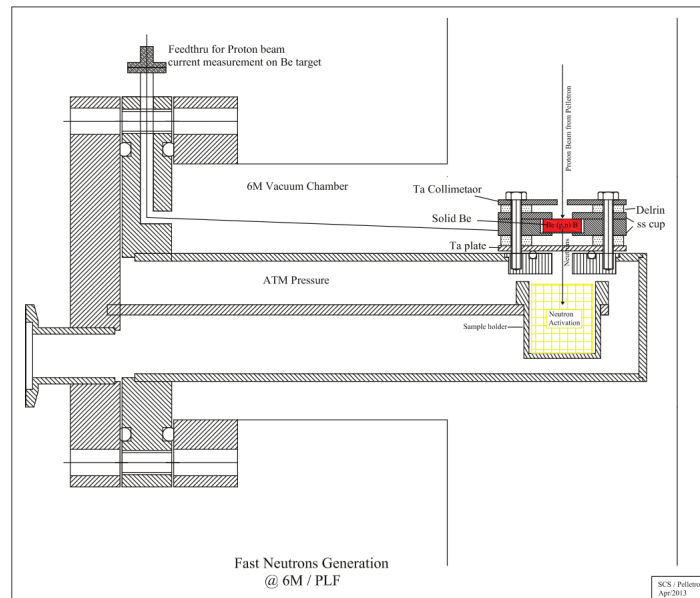 Feedthru for Proton beam
current measurement on Be target
Proton Beam from Pelletron
6M Vacuum Chamber
Ta Collimetaor
Delrin
Solid Be
Be (p,n) B
ss cup
Ta plate
Neutrons
ATM Pressure
Sample holder
Neutron
Activation
Fast Neutrons Generation
@ 6M / PLF
SCS / Pelletro
Apr/2013